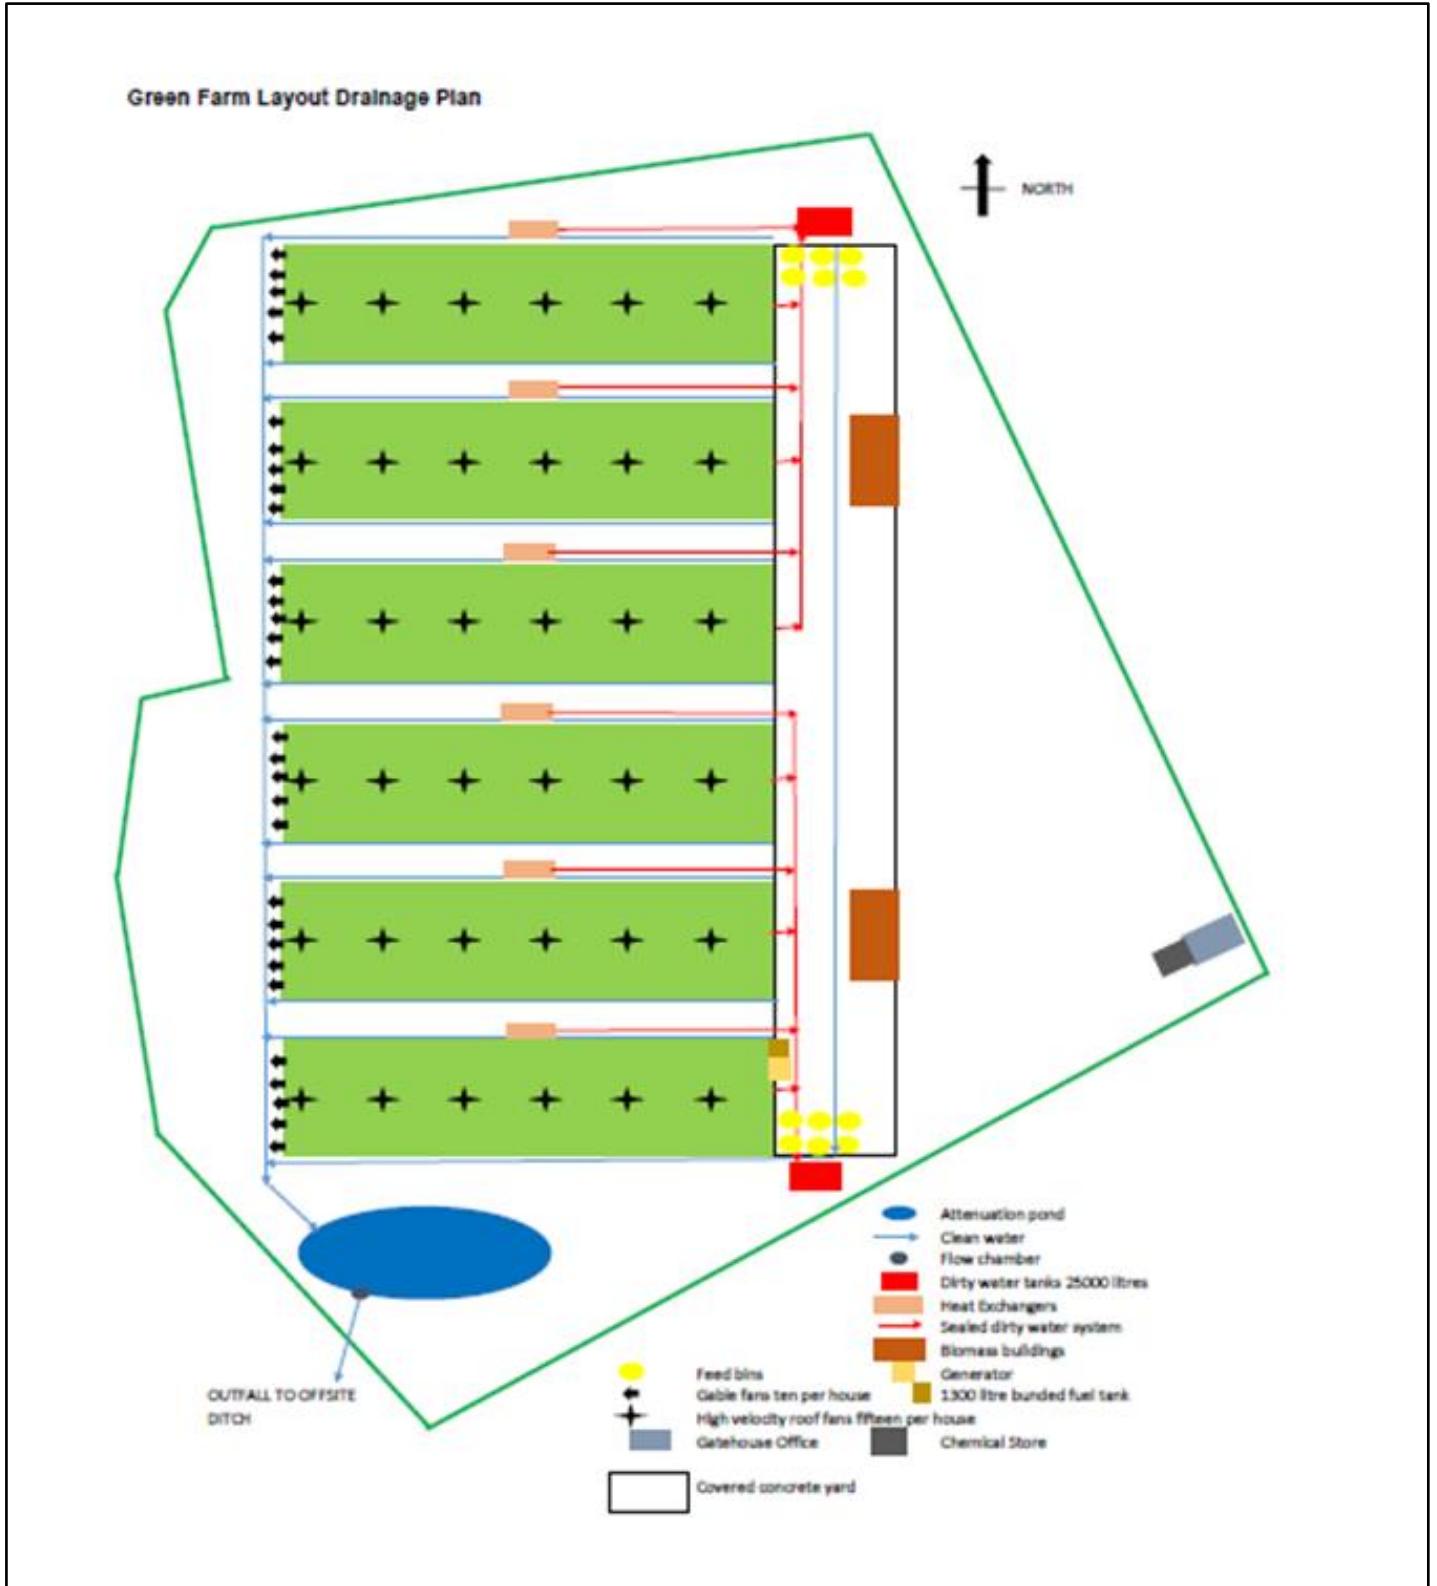 Green Farm Layout Drainage Plan
NORTH
Attenuation pond
Clean water
Flow chamber
Dirty water tanks 25000 litres
Heat Exchangers
Sealed dirty water system
Biomass buildings
Generator
1300 litre bunded fuel tank
Feed bins
Gable fans ten per house
High velocity roof fans fifteen per house
Gatehouse Office
Chemical Store
Covered concrete yard
OUTFALL TO OFFSITE
DITCH